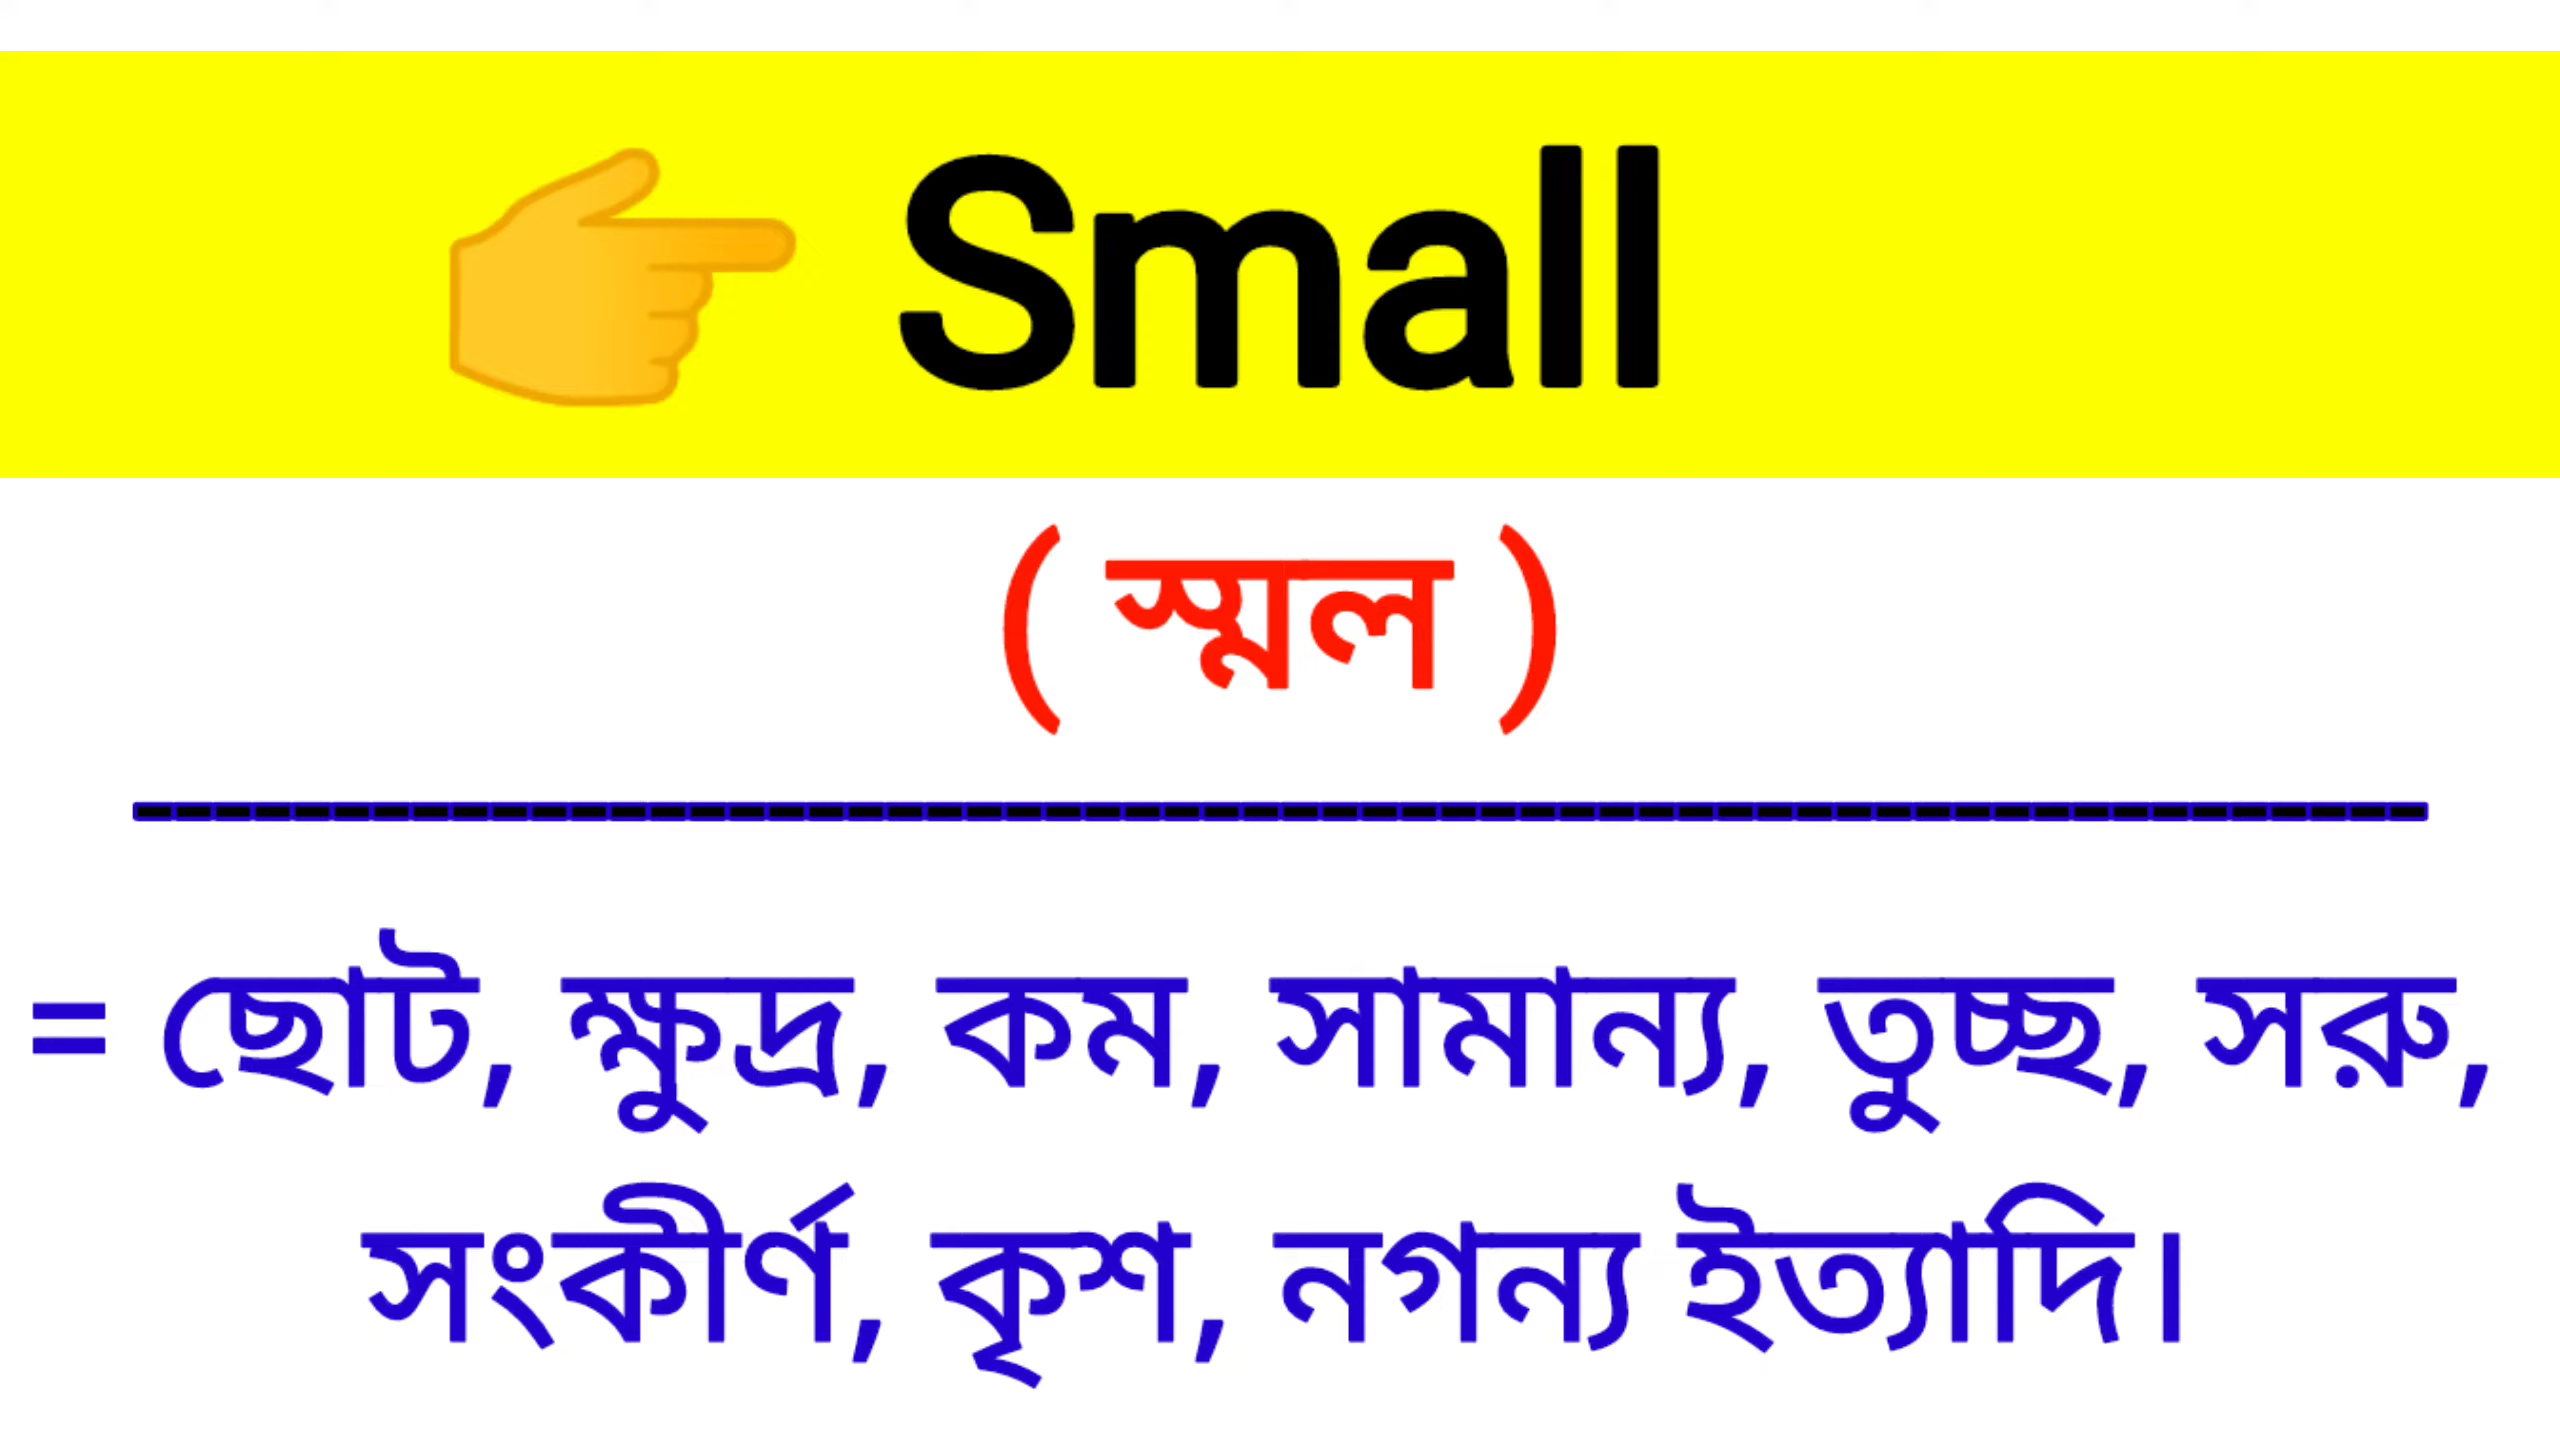 👉 Small
( স্মল )
----------------------------------------------------------
= ছোট, ক্ষুদ্র, কম, সামান্য, তুচ্ছ, সরু,
সংকীর্ণ, কৃশ, নগন্য ইত্যাদি।